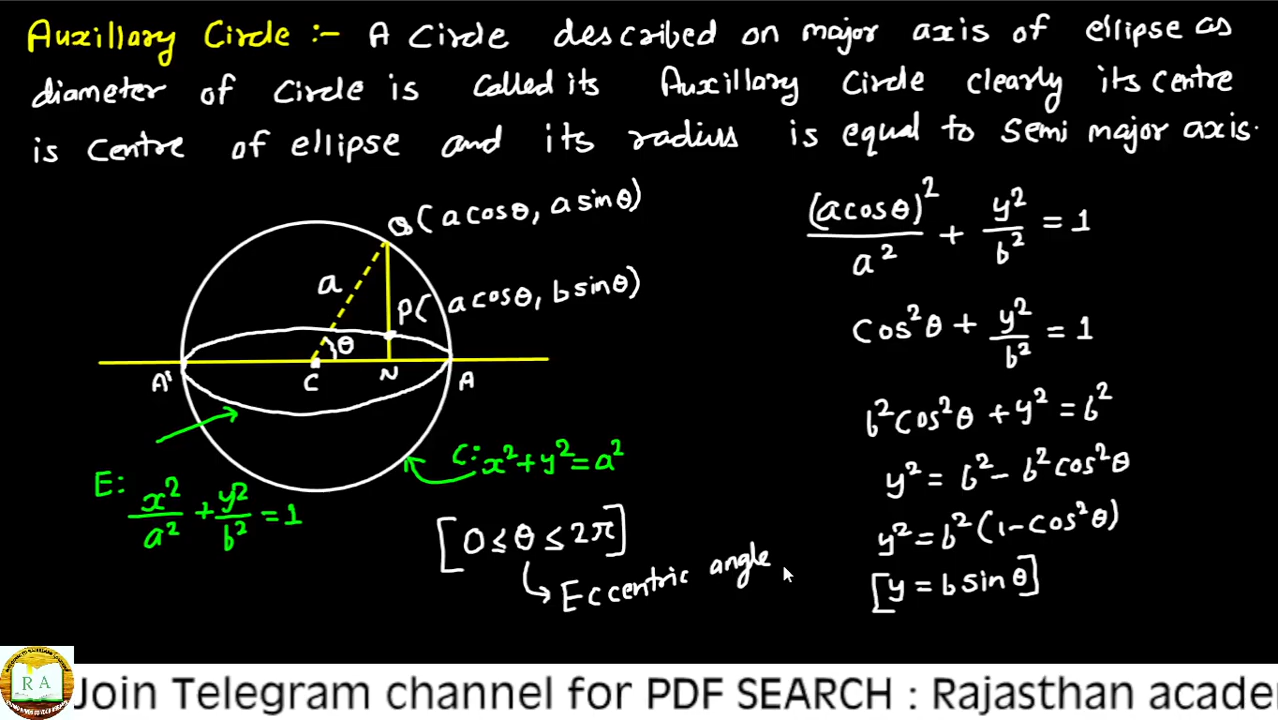 Auxillary Circle :- A Circle described on major axis of ellipse as
diameter of Circle is Called its Auxillary Circle clearly its centre
is centre of ellipse and its radius is equal to semi major axis.
Q(a cosθ, a sinθ)
a
P(a cosθ, b sinθ)
θ
A' C N A
E: x²/a² + y²/b² = 1
C: x² + y² = a²
[0 ≤ θ ≤ 2π]
Eccentric angle
(a cosθ)²/a² + y²/b² = 1
Cos²θ + y²/b² = 1
b²Cos²θ + y² = b²
y² = b² - b²cos²θ
y² = b²(1-cos²θ)
[y = b sinθ]
RA
Join Telegram channel for PDF SEARCH : Rajasthan acade